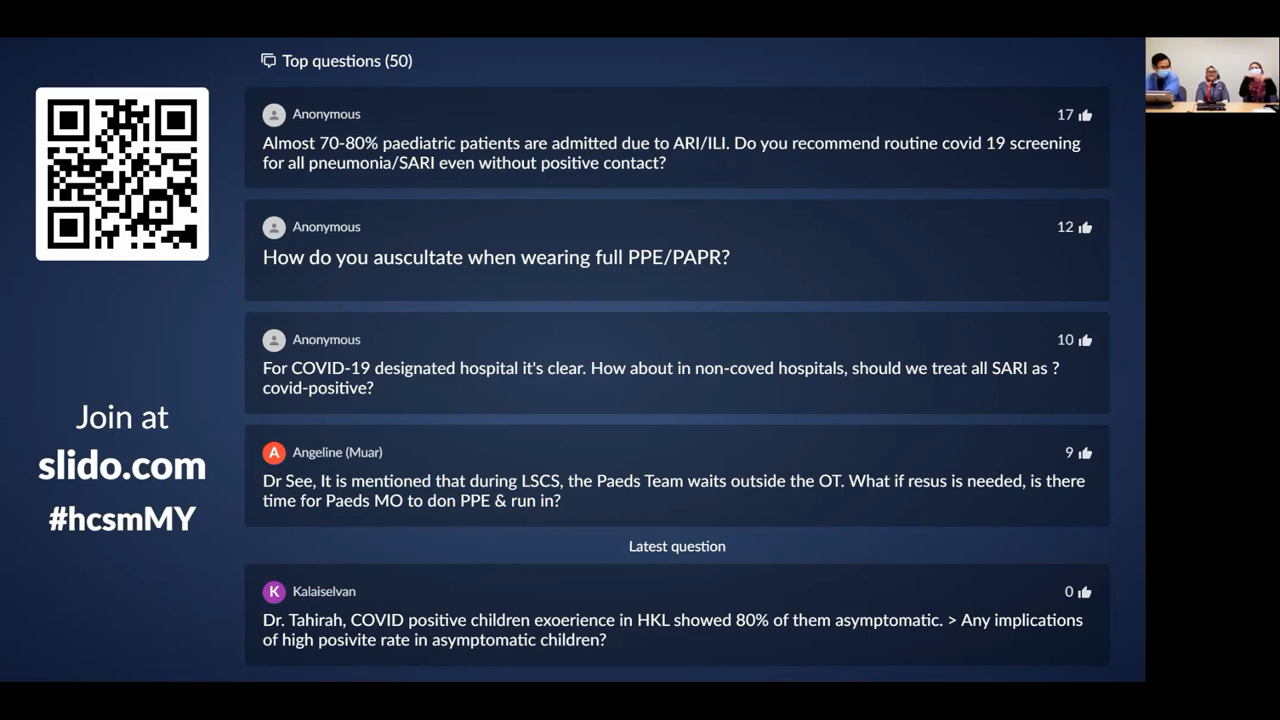 Top questions (50)
Anonymous
17
Almost 70-80% paediatric patients are admitted due to ARI/ILI. Do you recommend routine covid 19 screening
for all pneumonia/SARI even without positive contact?
Anonymous
12
How do you auscultate when wearing full PPE/PAPR?
Anonymous
10
For COVID-19 designated hospital it's clear. How about in non-coved hospitals, should we treat all SARI as ?
covid-positive?
A
Angeline (Muar)
9
Dr See, It is mentioned that during LSCS, the Paeds Team waits outside the OT. What if resus is needed, is there
time for Paeds MO to don PPE & run in?
Latest question
K
Kalaiselvan
0
Dr. Tahirah, COVID positive children exoerience in HKL showed 80% of them asymptomatic. > Any implications
of high posivite rate in asymptomatic children?
Join at
slido.com
#hcsmMY